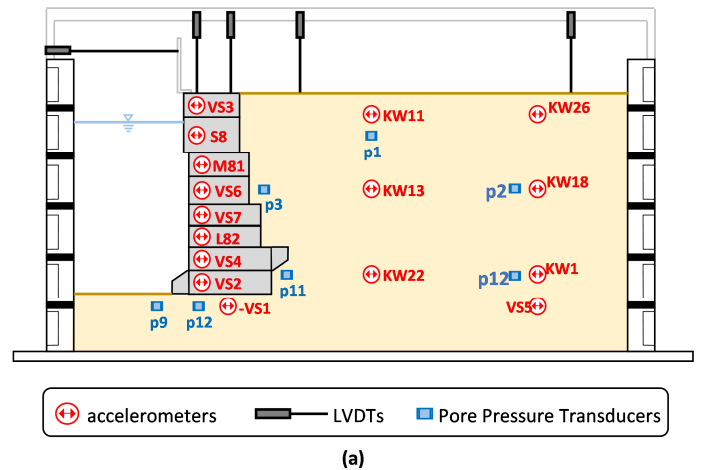 VS3
KW11
KW26
S8
p1
M81
VS6
p3
KW13
p2
KW18
VS7
L82
VS4
VS2
p11
KW22
p12
KW1
p9
p12
-VS1
VS5
accelerometers
LVDTs
Pore Pressure Transducers
(a)